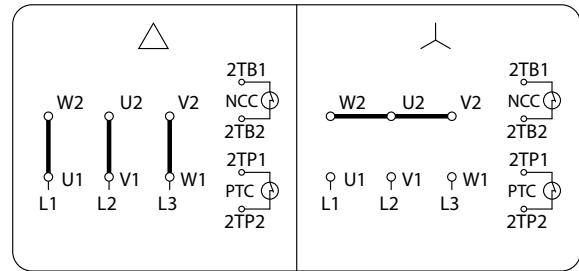 2TB1
W2 U2 V2
NCC
2TB2
2TP1
U1 V1 W1
PTC
L1 L2 L3
2TP2
2TB1
W2 U2 V2
NCC
2TB2
2TP1
U1 V1 W1
PTC
L1 L2 L3
2TP2